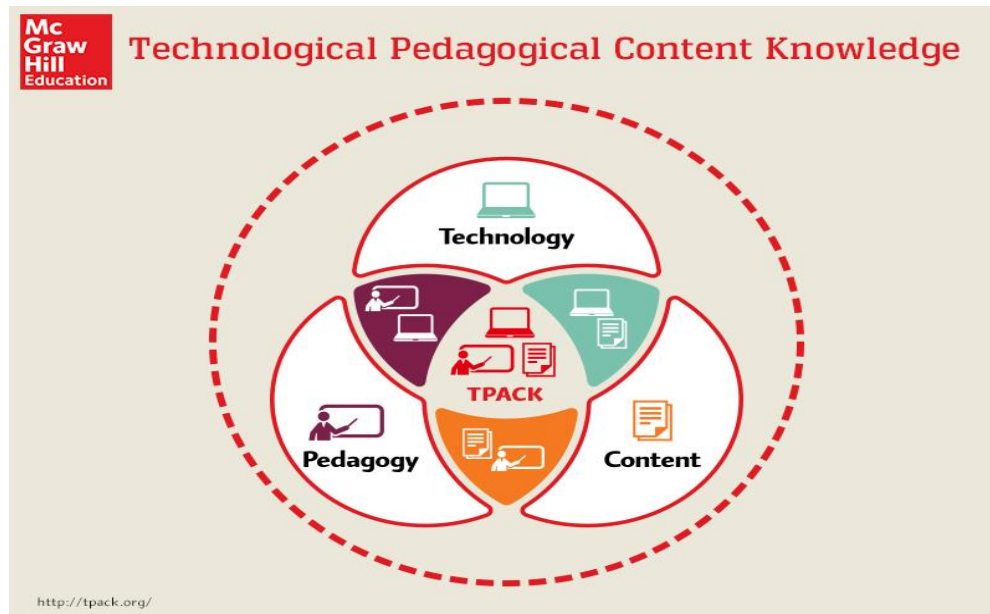 Mc
Graw
Hill
Education
Technological Pedagogical Content Knowledge
Technology
TPACK
Pedagogy
Content
http://tpack.org/